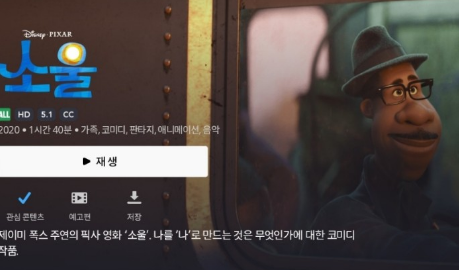 Disney · PIXAR
소울
ALL HD 5.1 CC
2020 • 1시간 40분 • 가족, 코미디, 판타지, 애니메이션, 음악
▶ 재생
관심 콘텐츠 예고편 저장
제이미 폭스 주연의 픽사 영화 '소울'. 나를 '나'로 만드는 것은 무엇인가에 대한 코미디
작품.